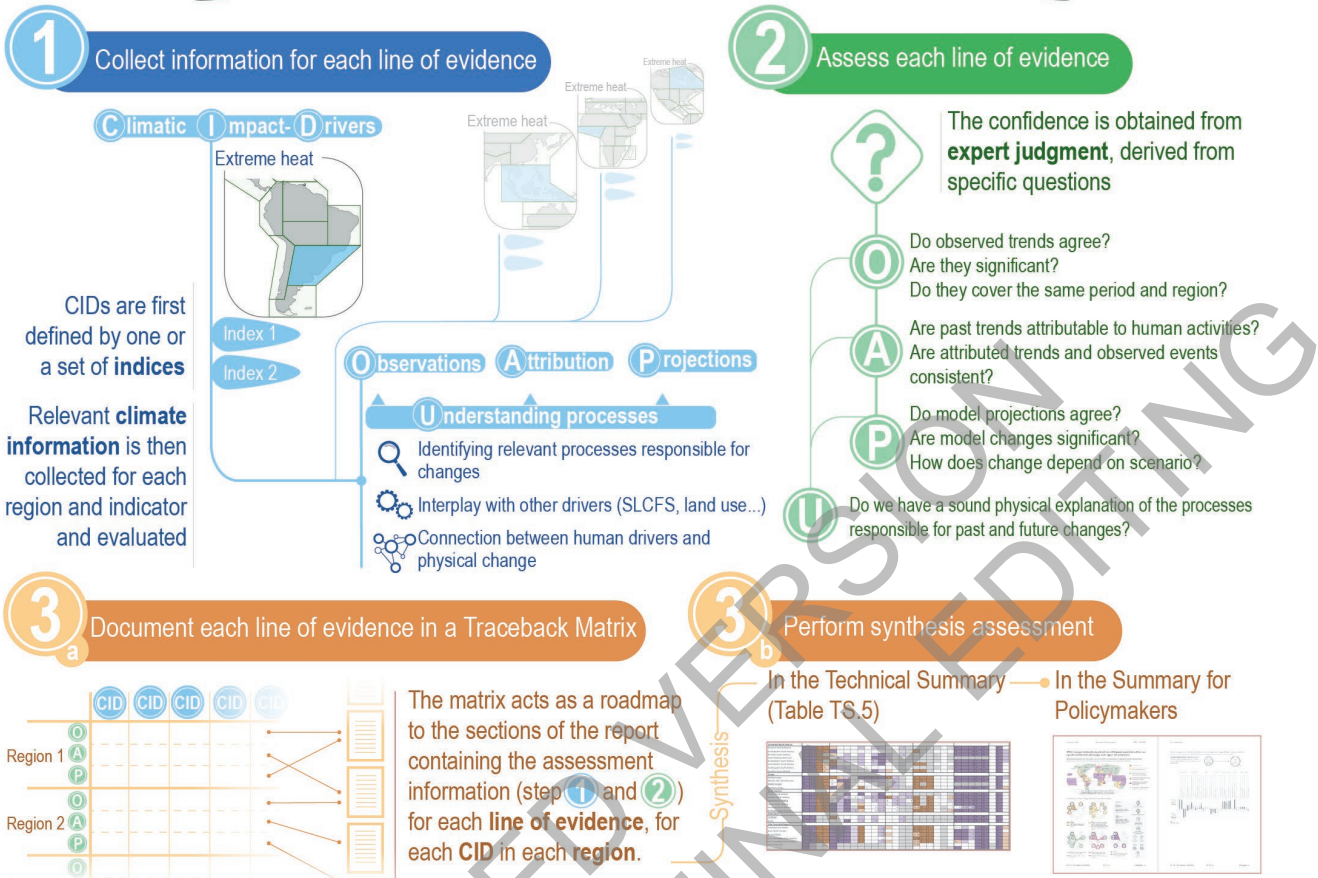 1
Collect information for each line of evidence
Climatic Impact-Drivers
Extreme heat
Extreme heat
Extreme heat
Extreme heat
CIDs are first
defined by one or
a set of indices
Index 1
Index 2
Relevant climate
information is then
collected for each
region and indicator
and evaluated
Observations
Attribution
Projections
Understanding processes
Identifying relevant processes responsible for
changes
Interplay with other drivers (SLCFS, land use...)
Connection between human drivers and
physical change
2
Assess each line of evidence
?
The confidence is obtained from
expert judgment, derived from
specific questions
O
Do observed trends agree?
Are they significant?
Do they cover the same period and region?
A
Are past trends attributable to human activities?
Are attributed trends and observed events
consistent?
P
Do model projections agree?
Are model changes significant?
How does change depend on scenario?
U
Do we have a sound physical explanation of the processes
responsible for past and future changes?
3
a
Document each line of evidence in a Traceback Matrix
CID CID CID CID CID
Region 1
O
A
P
Region 2
O
A
P
O
The matrix acts as a roadmap
to the sections of the report
containing the assessment
information (step 1 and 2)
for each line of evidence, for
each CID in each region.
Synthesis
3
b
Perform synthesis assessment
In the Technical Summary
(Table TS.5)
In the Summary for
Policymakers
ED VERSION
FINAL EDITING